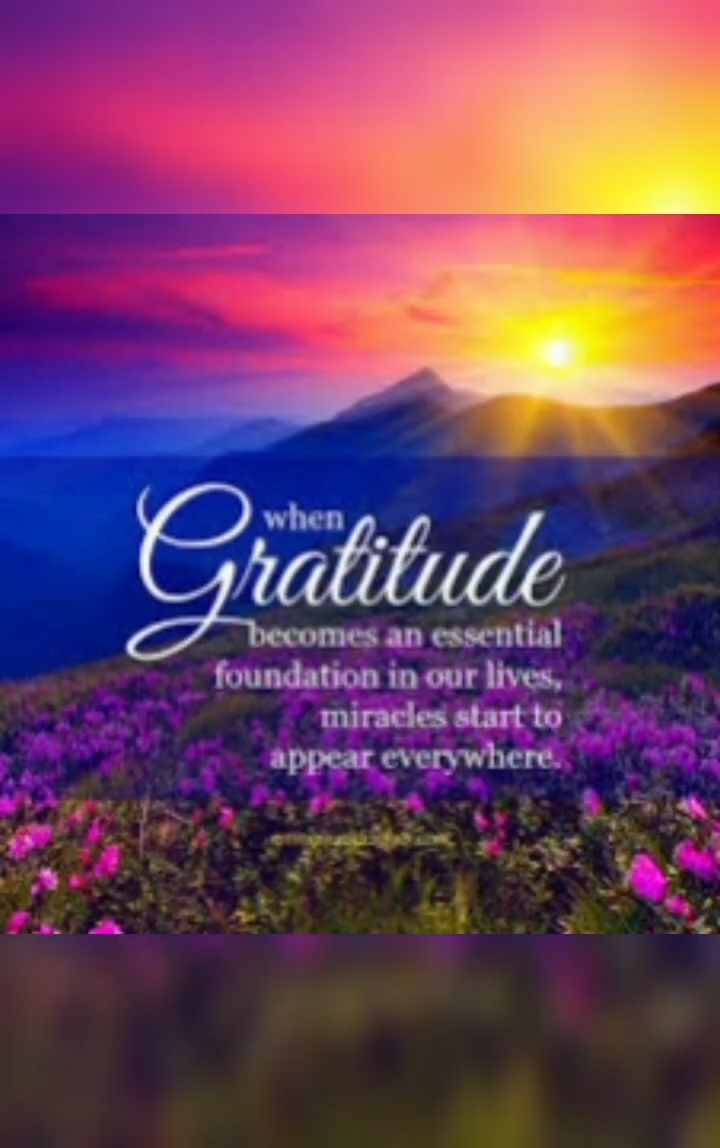 when
Gratitude
becomes an essential
foundation in our lives,
miracles start to
appear everywhere.